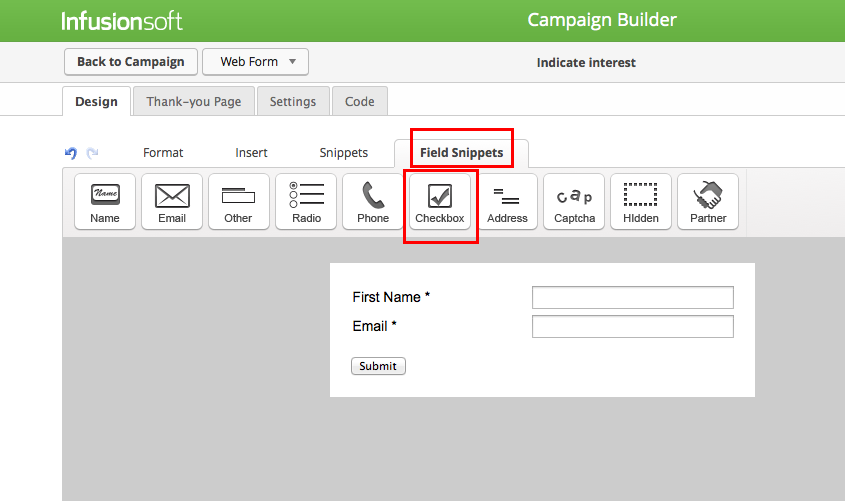 Infusionsoft
Campaign Builder
Back to Campaign
Web Form
Indicate interest
Design
Thank-you Page
Settings
Code
Format
Insert
Snippets
Field Snippets
Name
Name
Email
Other
Radio
Phone
Checkbox
Address
cap
Captcha
HIdden
Partner
First Name *
Email *
Submit